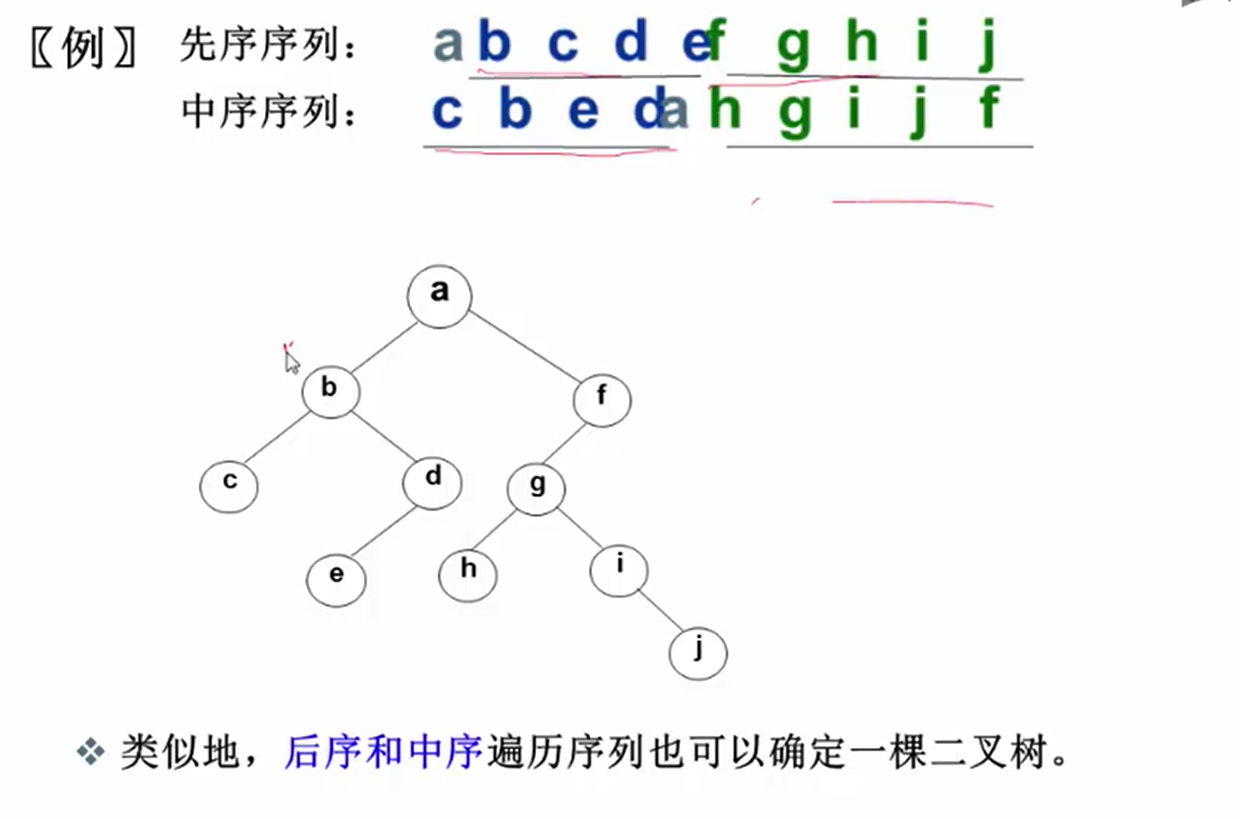 〖例〗 先序序列： a b c d e f g h i j
中序序列： c b e d a h g i j f
a
b
f
c
d
g
e
h
i
j
❖ 类似地，后序和中序遍历序列也可以确定一棵二叉树。